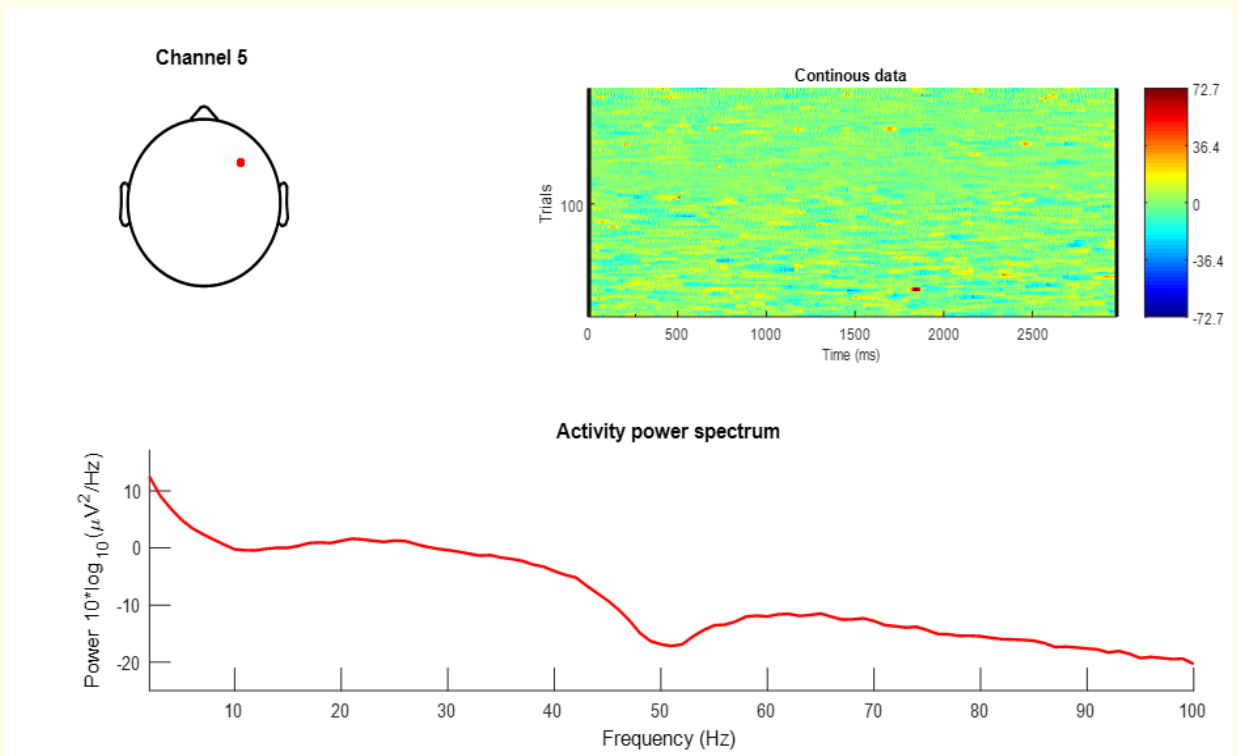 Channel 5
Continous data
72.7
36.4
0
-36.4
-72.7
Trials
100
0 500 1000 1500 2000 2500
Time (ms)
Activity power spectrum
Power 10*log10(μV2/Hz)
10
0
-10
-20
10 20 30 40 50 60 70 80 90 100
Frequency (Hz)